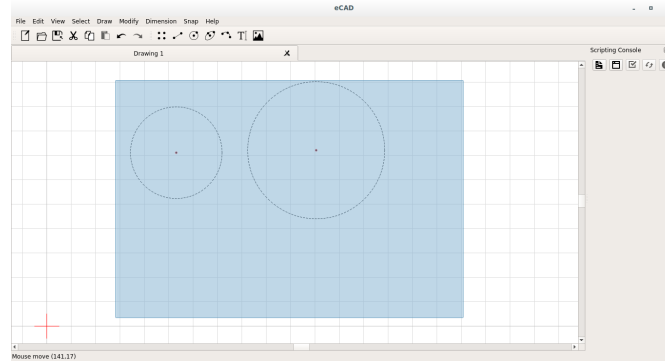 eCAD
File Edit View Select Draw Modify Dimension Snap Help
Drawing 1
Scripting Console
Mouse move (141,17)